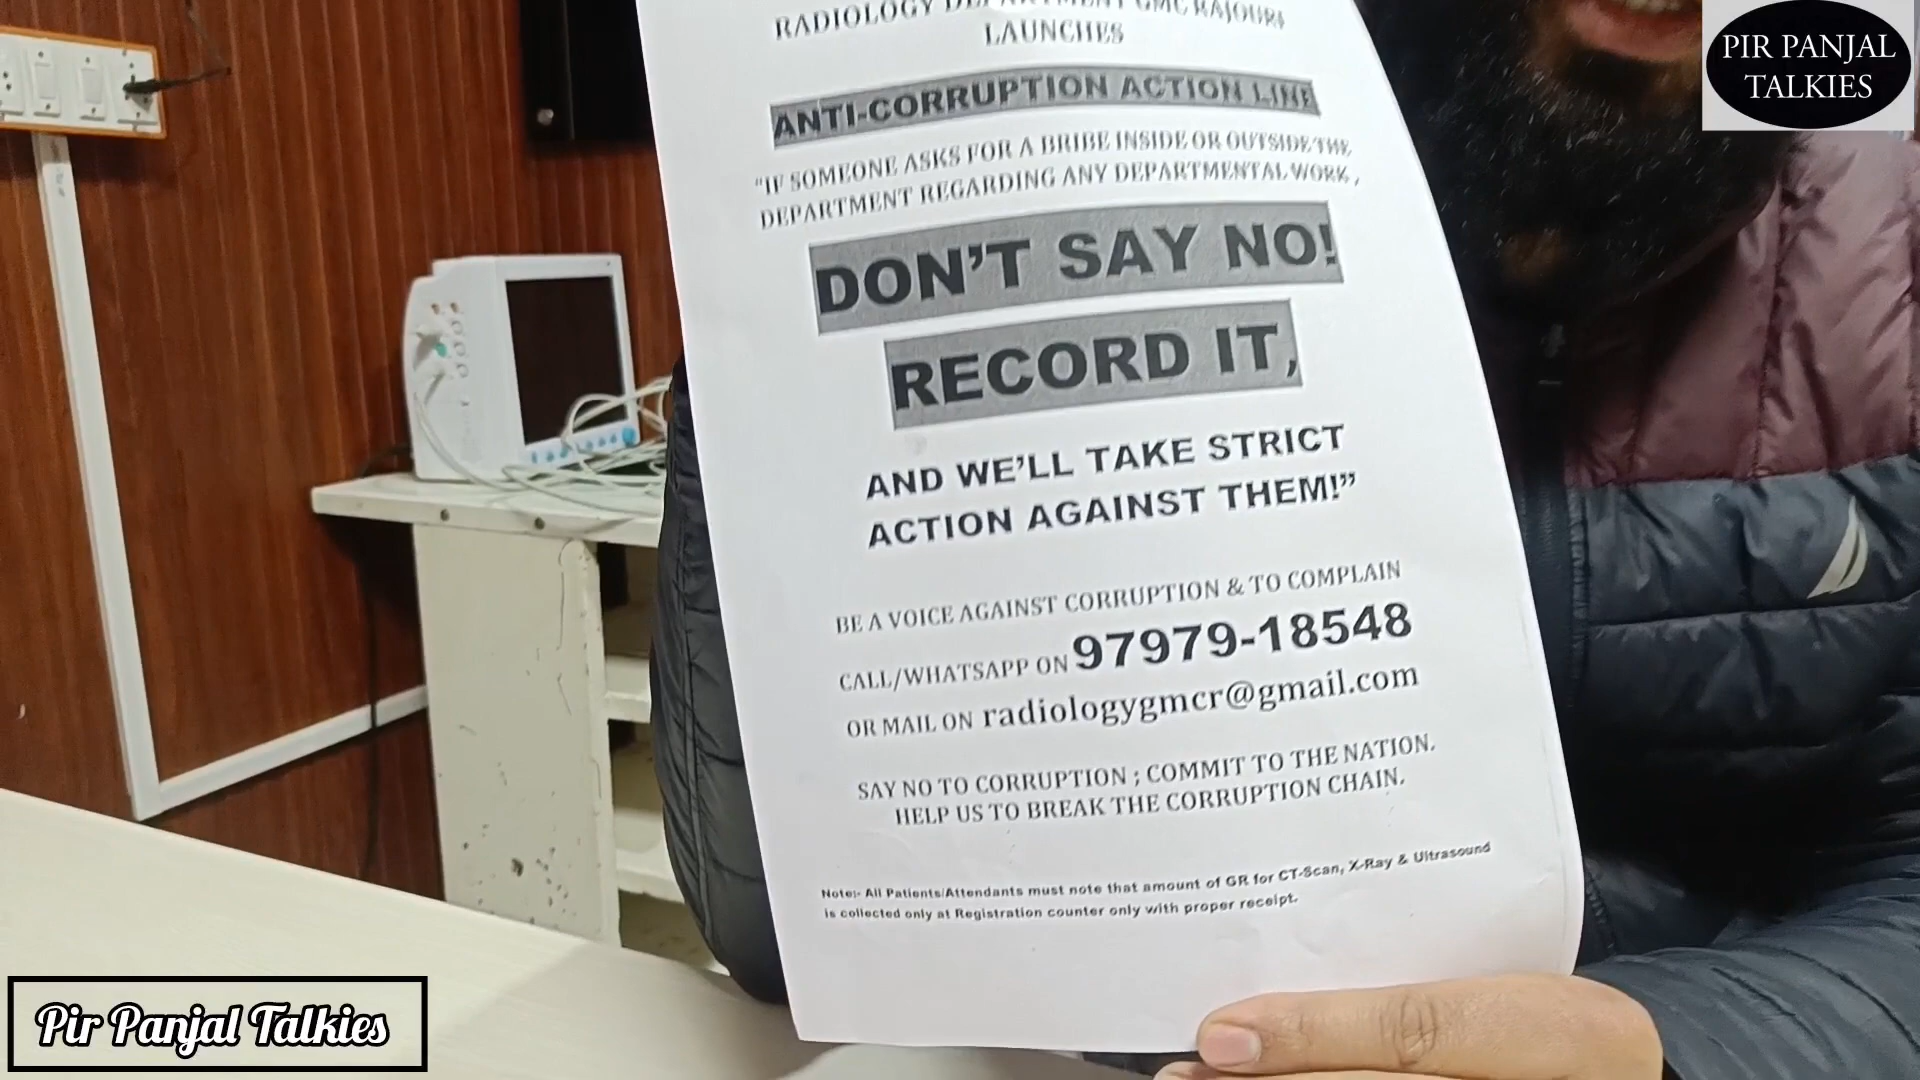 RADIOLOGY DEPARTMENT GMC RAJOURI
LAUNCHES
ANTI-CORRUPTION ACTION LINE
"IF SOMEONE ASKS FOR A BRIBE INSIDE OR OUTSIDE THE
DEPARTMENT REGARDING ANY DEPARTMENTAL WORK ,
DON'T SAY NO!
RECORD IT,
AND WE'LL TAKE STRICT
ACTION AGAINST THEM!"
BE A VOICE AGAINST CORRUPTION & TO COMPLAIN
CALL/WHATSAPP ON 97979-18548
OR MAIL ON radiologygmcr@gmail.com
SAY NO TO CORRUPTION ; COMMIT TO THE NATION.
HELP US TO BREAK THE CORRUPTION CHAIN.
Note:- All Patients/Attendants must note that amount of GR for CT-Scan, X-Ray & Ultrasound
is collected only at Registration counter only with proper receipt.
PIR PANJAL
TALKIES
Pir Panjal Talkies